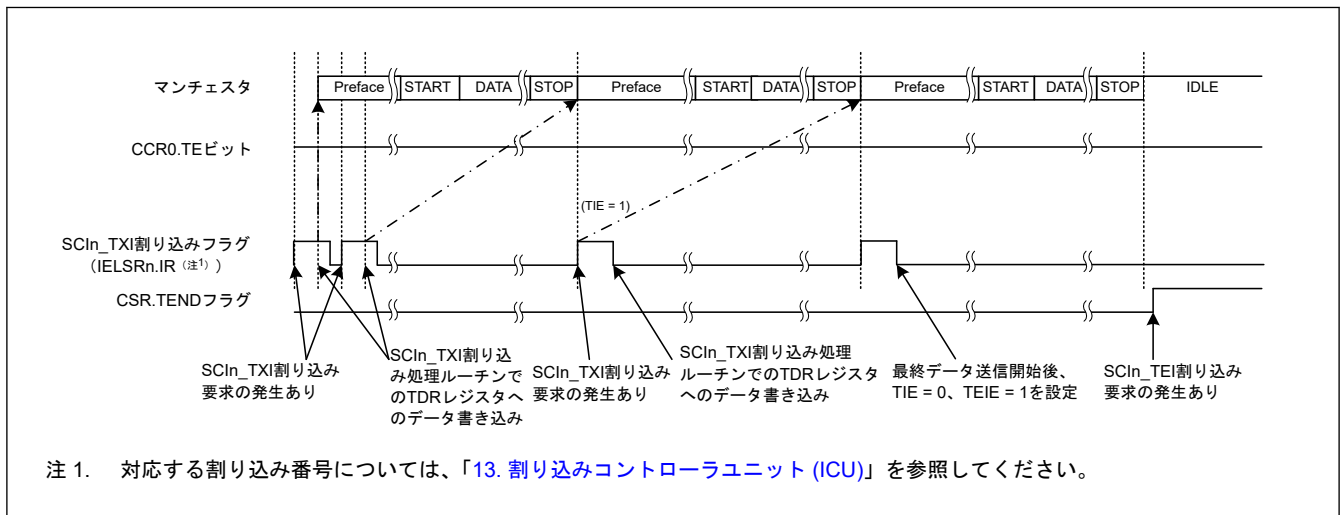 マンチェスタ
Preface START DATA STOP Preface START DATA STOP Preface START DATA STOP IDLE
CCR0.TEビット
(TIE = 1)
SCIn_TXI割り込みフラグ
（IELSRn.IR（注1））
CSR.TENDフラグ
SCIn_TXI割り込み
要求の発生あり
SCIn_TXI割り込
み処理ルーチンで
のTDRレジスタへ
のデータ書き込み
SCIn_TXI割り込み
要求の発生あり
SCIn_TXI割り込み処理
ルーチンでのTDRレジスタ
へのデータ書き込み
最終データ送信開始後、
TIE = 0、TEIE = 1を設定
SCIn_TEI割り込み
要求の発生あり
注 1. 対応する割り込み番号については、「13. 割り込みコントローラユニット (ICU)」を参照してください。